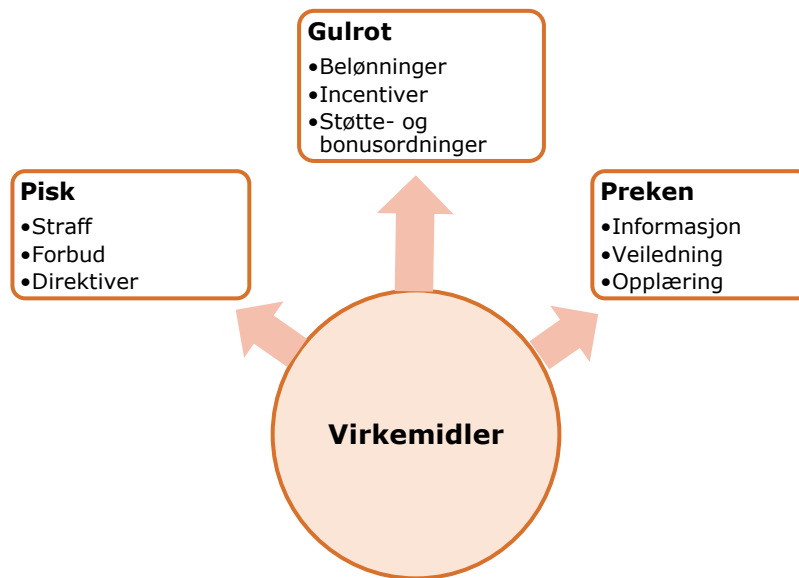 Gulrot
•Belønninger
•Incentiver
•Støtte- og
bonusordninger
Pisk
•Straff
•Forbud
•Direktiver
Preken
•Informasjon
•Veiledning
•Opplæring
Virkemidler